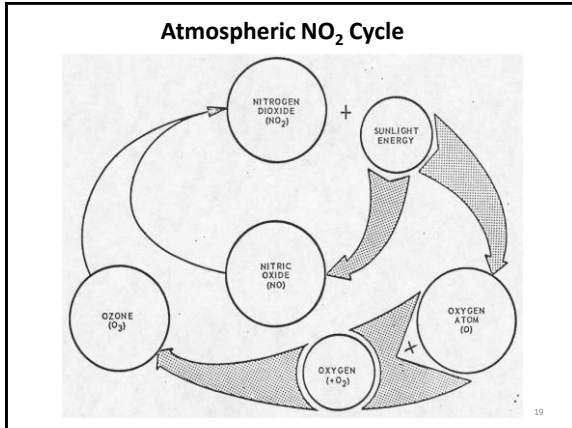 Atmospheric NO₂ Cycle
NITROGEN
DIOXIDE
(NO₂)
+
SUNLIGHT
ENERGY
NITRIC
OXIDE
(NO)
OZONE
(O₃)
OXYGEN
ATOM
(O)
+
OXYGEN
(+O₂)
19